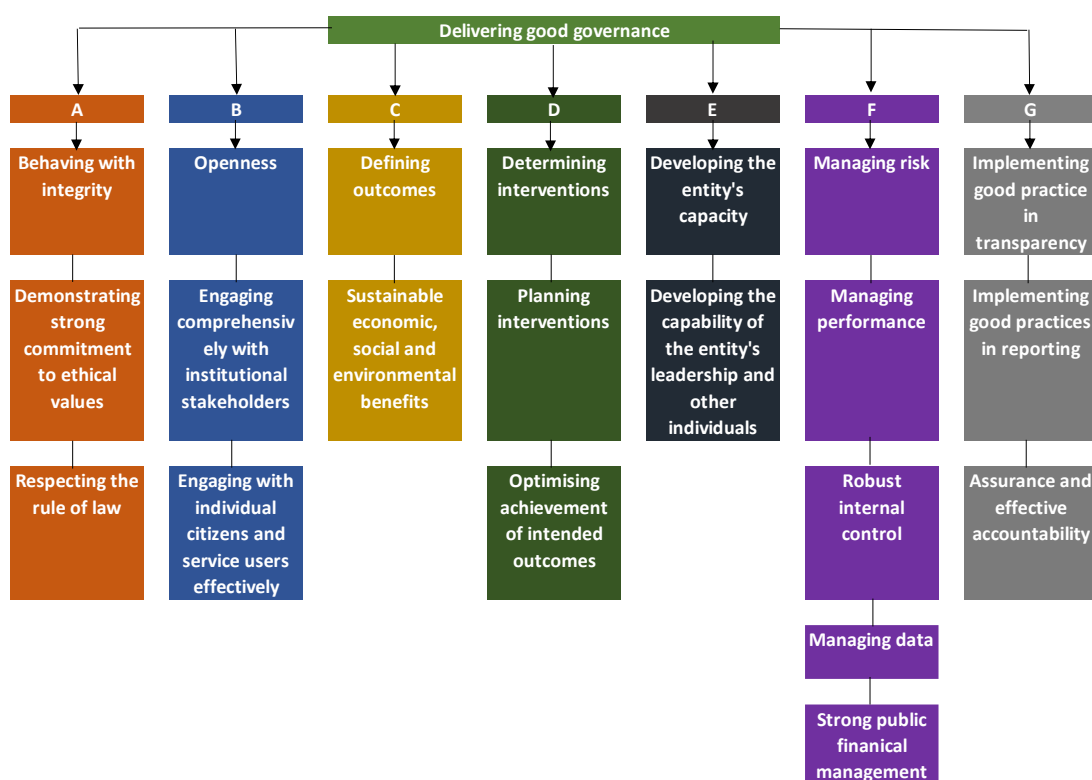 Delivering good governance
A
B
C
D
E
F
G
Behaving with
integrity
Openness
Defining
outcomes
Determining
interventions
Developing the
entity's
capacity
Managing risk
Implementing
good practice
in
transparency
Demonstrating
strong
commitment
to ethical
values
Engaging
comprehensiv
ely with
institutional
stakeholders
Sustainable
economic,
social and
environmental
benefits
Planning
interventions
Developing the
capability of
the entity's
leadership and
other
individuals
Managing
performance
Implementing
good practices
in reporting
Respecting the
rule of law
Engaging with
individual
citizens and
service users
effectively
Optimising
achievement
of intended
outcomes
Robust
internal
control
Assurance and
effective
accountability
Managing data
Strong public
finanical
management